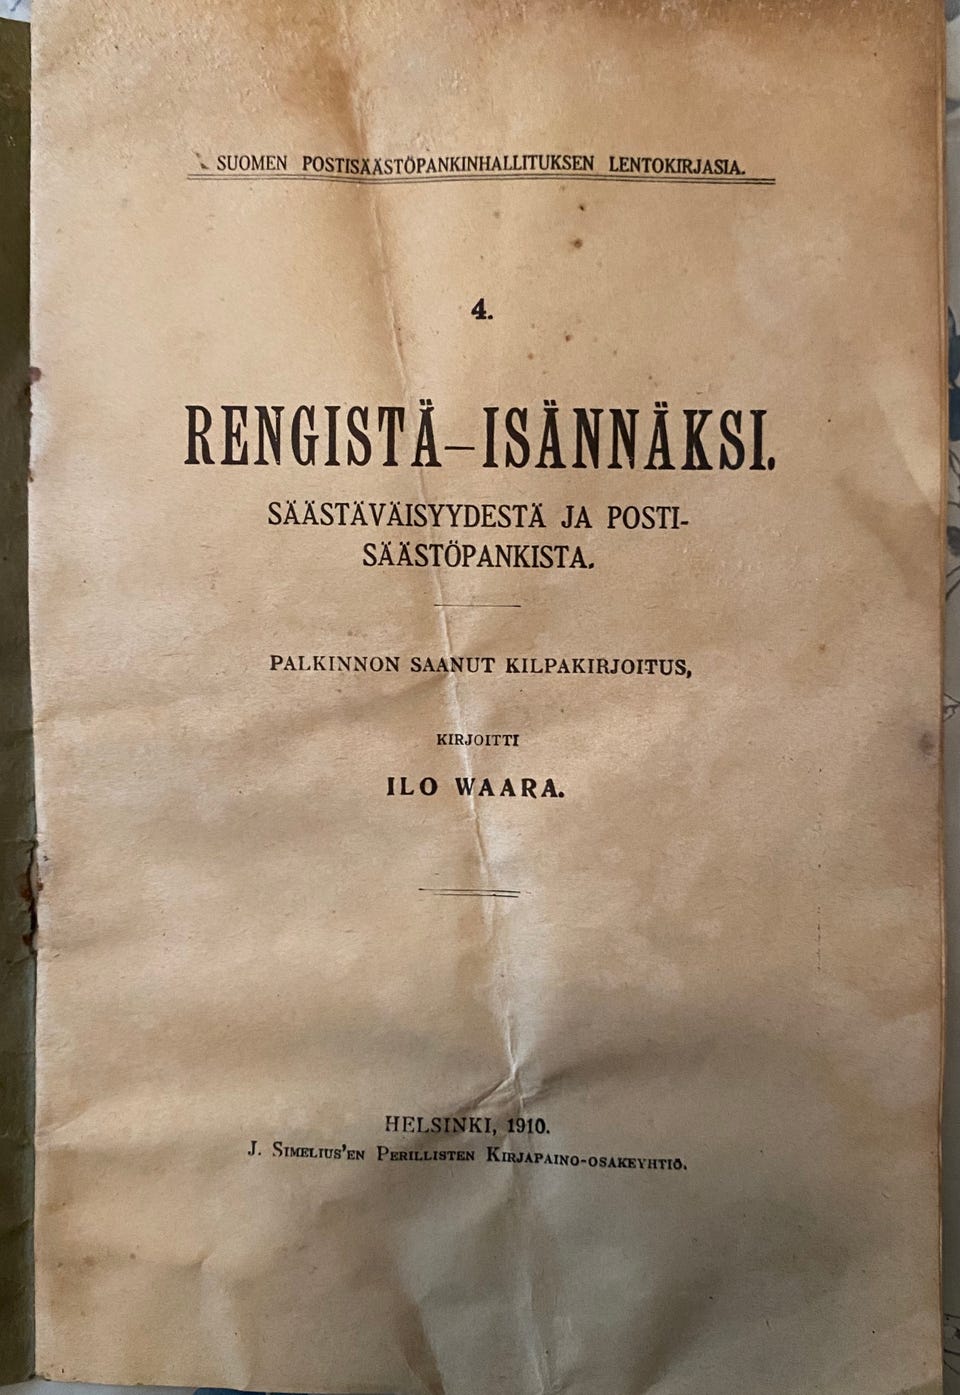 SUOMEN POSTISÄÄSTÖPANKINHALLITUKSEN LENTOKIRJASIA.
4.
RENGISTÄ–ISÄNNÄKSI.
SÄÄSTÄVÄISYYDESTÄ JA POSTI-
SÄÄSTÖPANKISTA.
PALKINNON SAANUT KILPAKIRJOITUS,
KIRJOITTI
ILO WAARA.
HELSINKI, 1910.
J. SIMELIUS'EN PERILLISTEN KIRJAPAINO-OSAKEYHTIÖ.